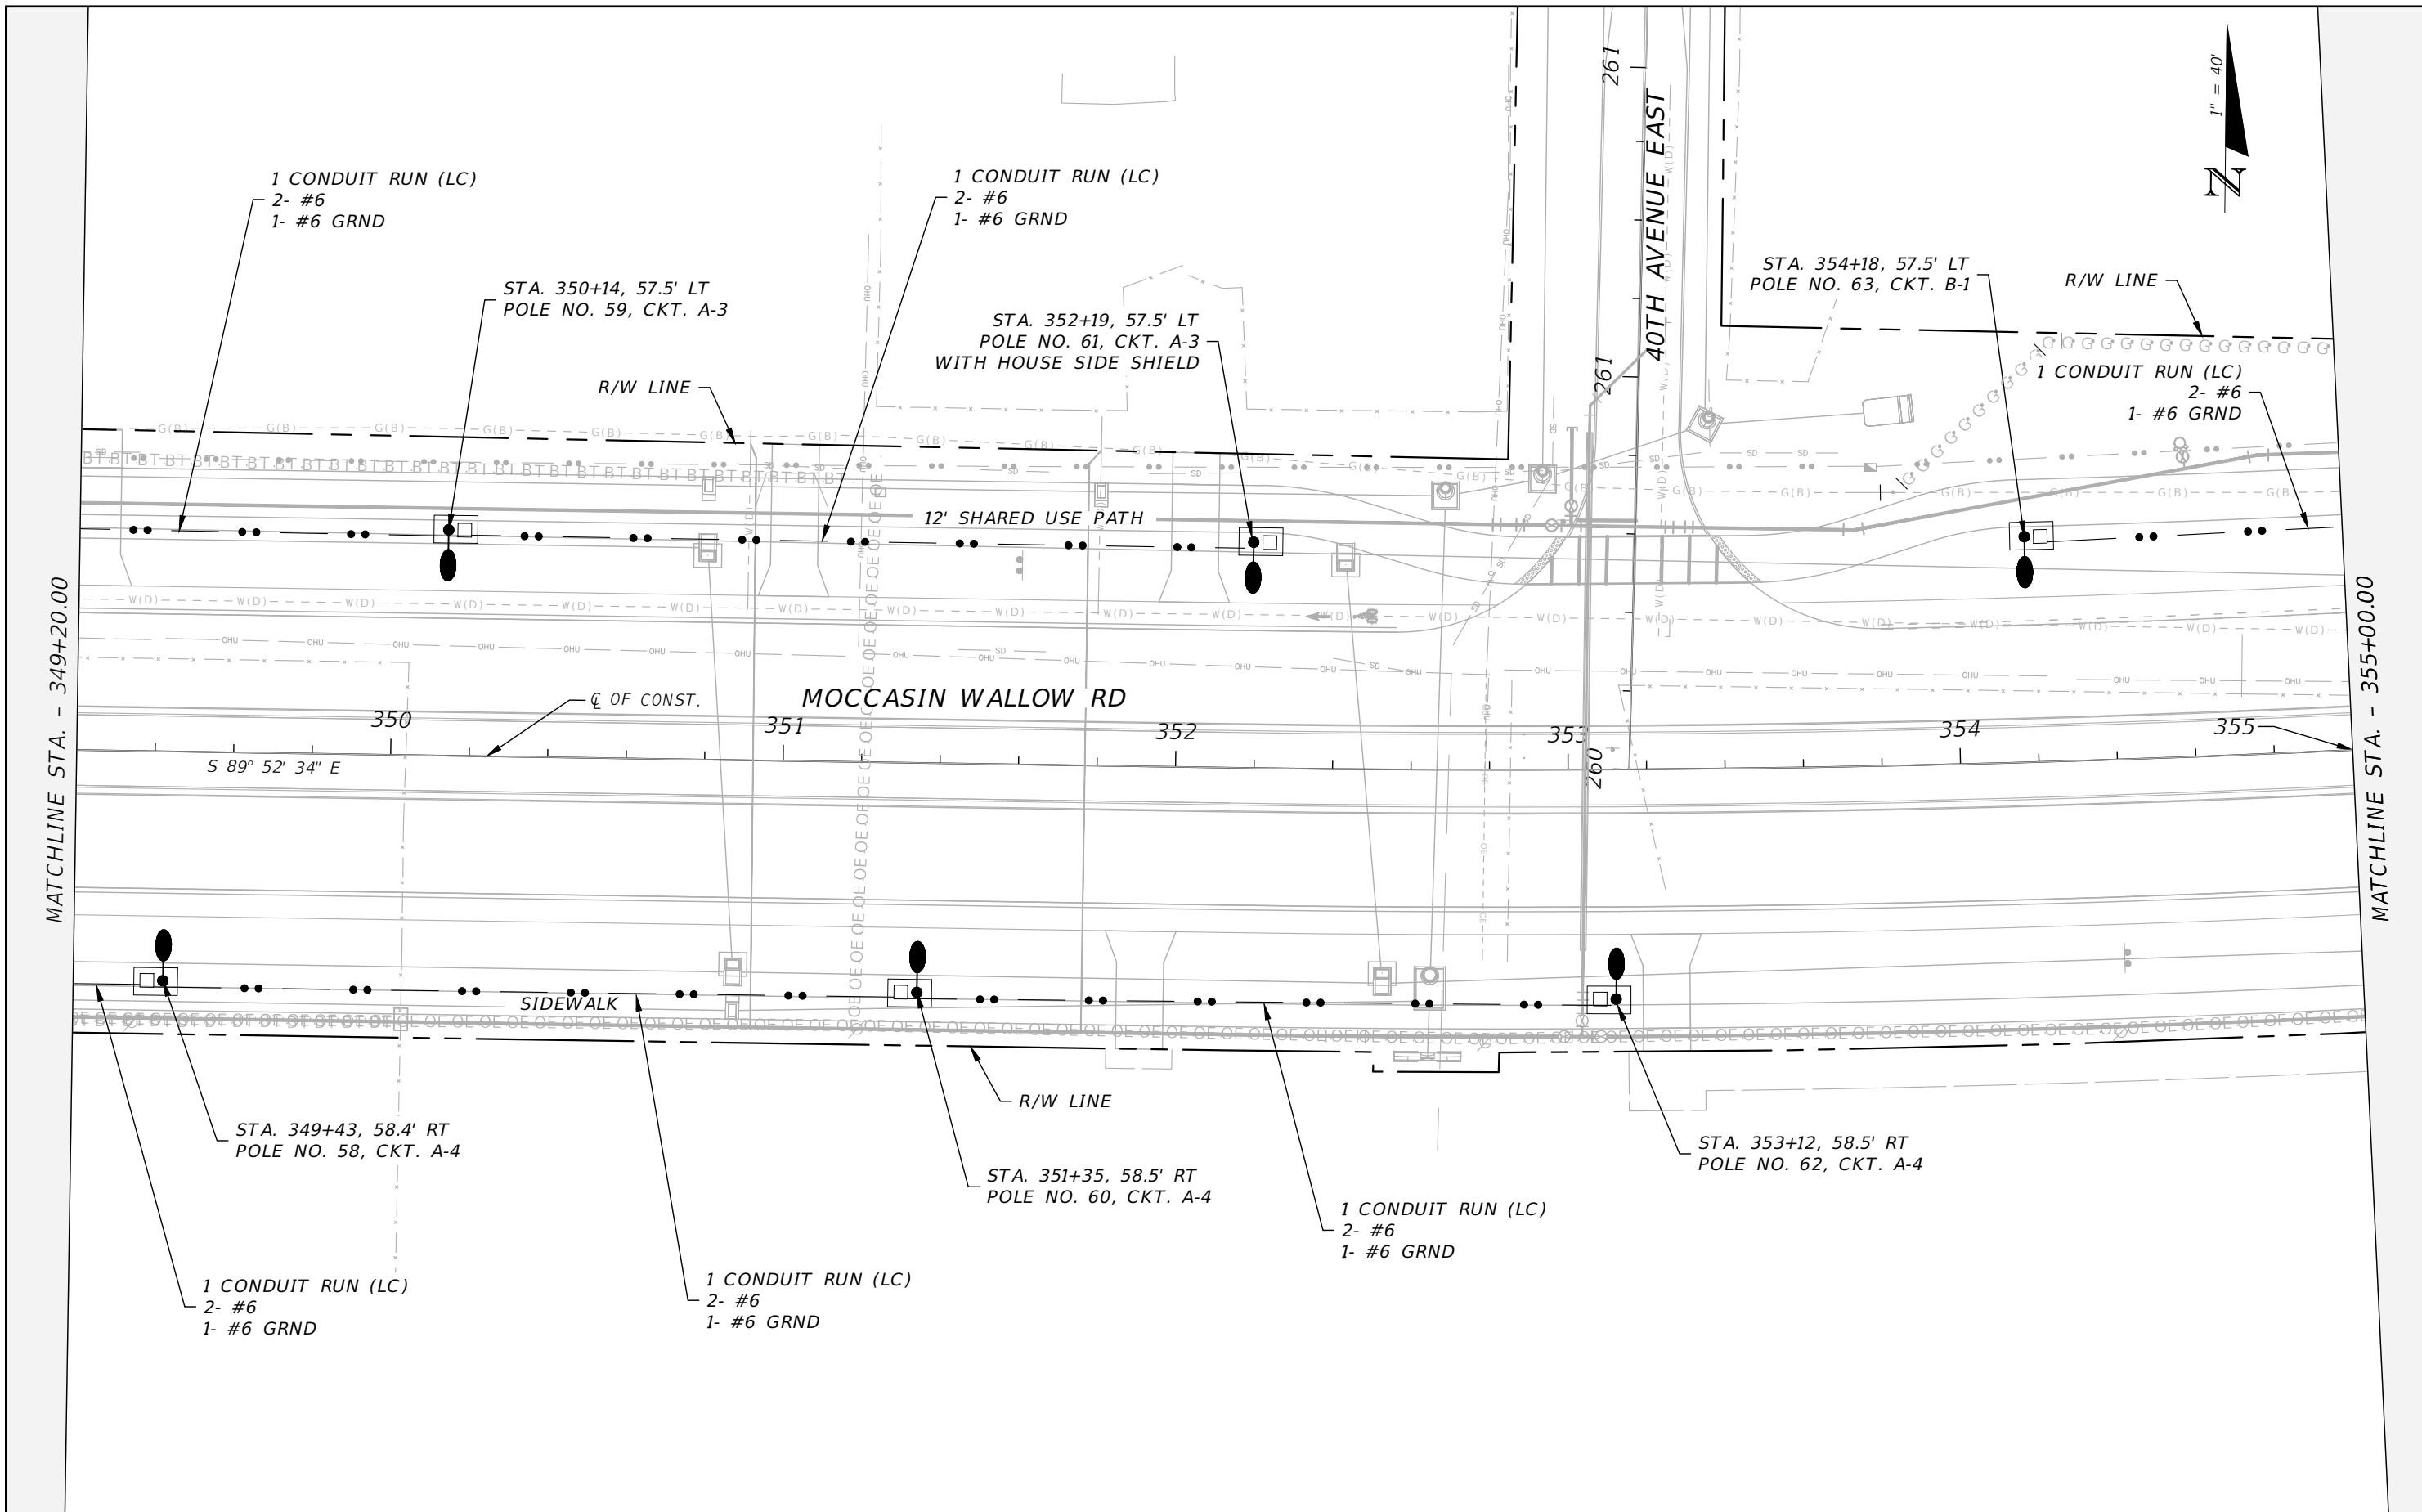 1" = 40'
N
261
40TH AVENUE EAST
1 CONDUIT RUN (LC)
2- #6
1- #6 GRND
1 CONDUIT RUN (LC)
2- #6
1- #6 GRND
STA. 350+14, 57.5' LT
POLE NO. 59, CKT. A-3
STA. 352+19, 57.5' LT
POLE NO. 61, CKT. A-3
WITH HOUSE SIDE SHIELD
STA. 354+18, 57.5' LT
POLE NO. 63, CKT. B-1
R/W LINE
R/W LINE
261
1 CONDUIT RUN (LC)
2- #6
1- #6 GRND
12' SHARED USE PATH
MATCHLINE STA. - 349+20.00
MATCHLINE STA. - 355+00.00
℄ OF CONST.
MOCCASIN WALLOW RD
350
351
352
353
354
355
260
S 89° 52' 34" E
SIDEWALK
R/W LINE
STA. 349+43, 58.4' RT
POLE NO. 58, CKT. A-4
STA. 351+35, 58.5' RT
POLE NO. 60, CKT. A-4
STA. 353+12, 58.5' RT
POLE NO. 62, CKT. A-4
1 CONDUIT RUN (LC)
2- #6
1- #6 GRND
1 CONDUIT RUN (LC)
2- #6
1- #6 GRND
1 CONDUIT RUN (LC)
2- #6
1- #6 GRND